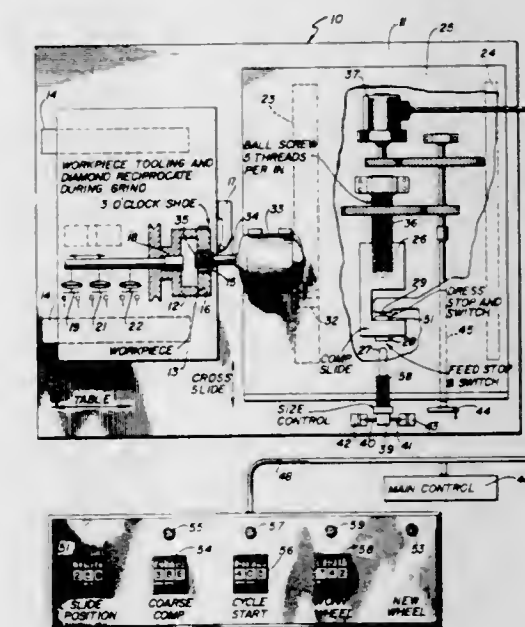 10
11
25
24
14
23
37
WORKPIECE TOOLING AND
DIAMOND RECIPROCATE
DURING GRIND
3 O'CLOCK SHOE
17
BALL SCREW
5 THREADS
PER IN
35
34
33
36
26
18
15
12
16
13
14
19
21
22
WORKPIECE
32
29
DRESS
STOP AND
SWITCH
51
COMP
SLIDE
27
28
45
FEED STOP
& SWITCH
TABLE
CROSS
SLIDE
SIZE
CONTROL
44
42
40
39
41
43
48
MAIN CONTROL
51
55
54
57
56
59
58
53
SLIDE
POSITION
COARSE
COMP
CYCLE
START
WHEEL
NEW
WHEEL